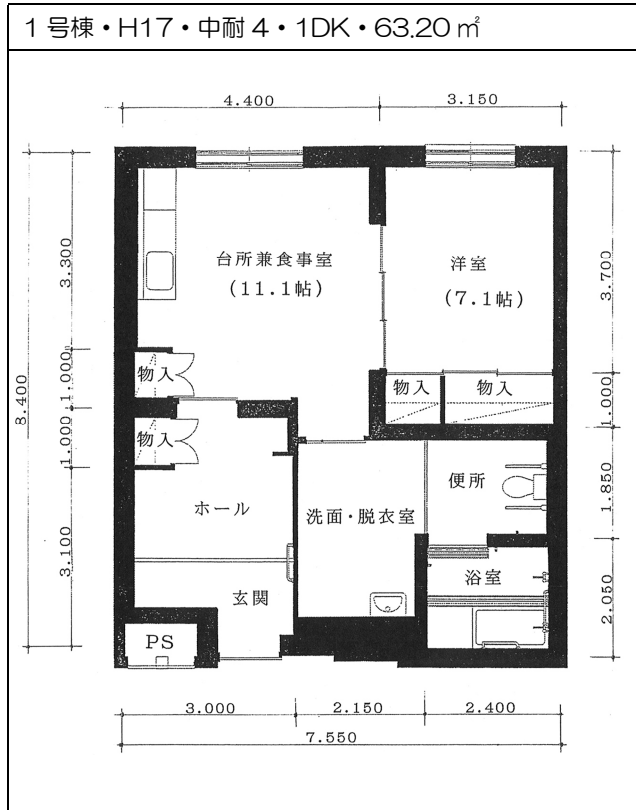 1号棟・H17・中耐4・1DK・63.20㎡
4.400
3.150
台所兼食事室
(11.1帖)
洋室
(7.1帖)
3.300
3.700
8.400
1.000
1.000
3.100
1.000
1.850
2.050
物入
物入
物入
物入
ホール
洗面・脱衣室
便所
浴室
玄関
PS
3.000
2.150
2.400
7.550